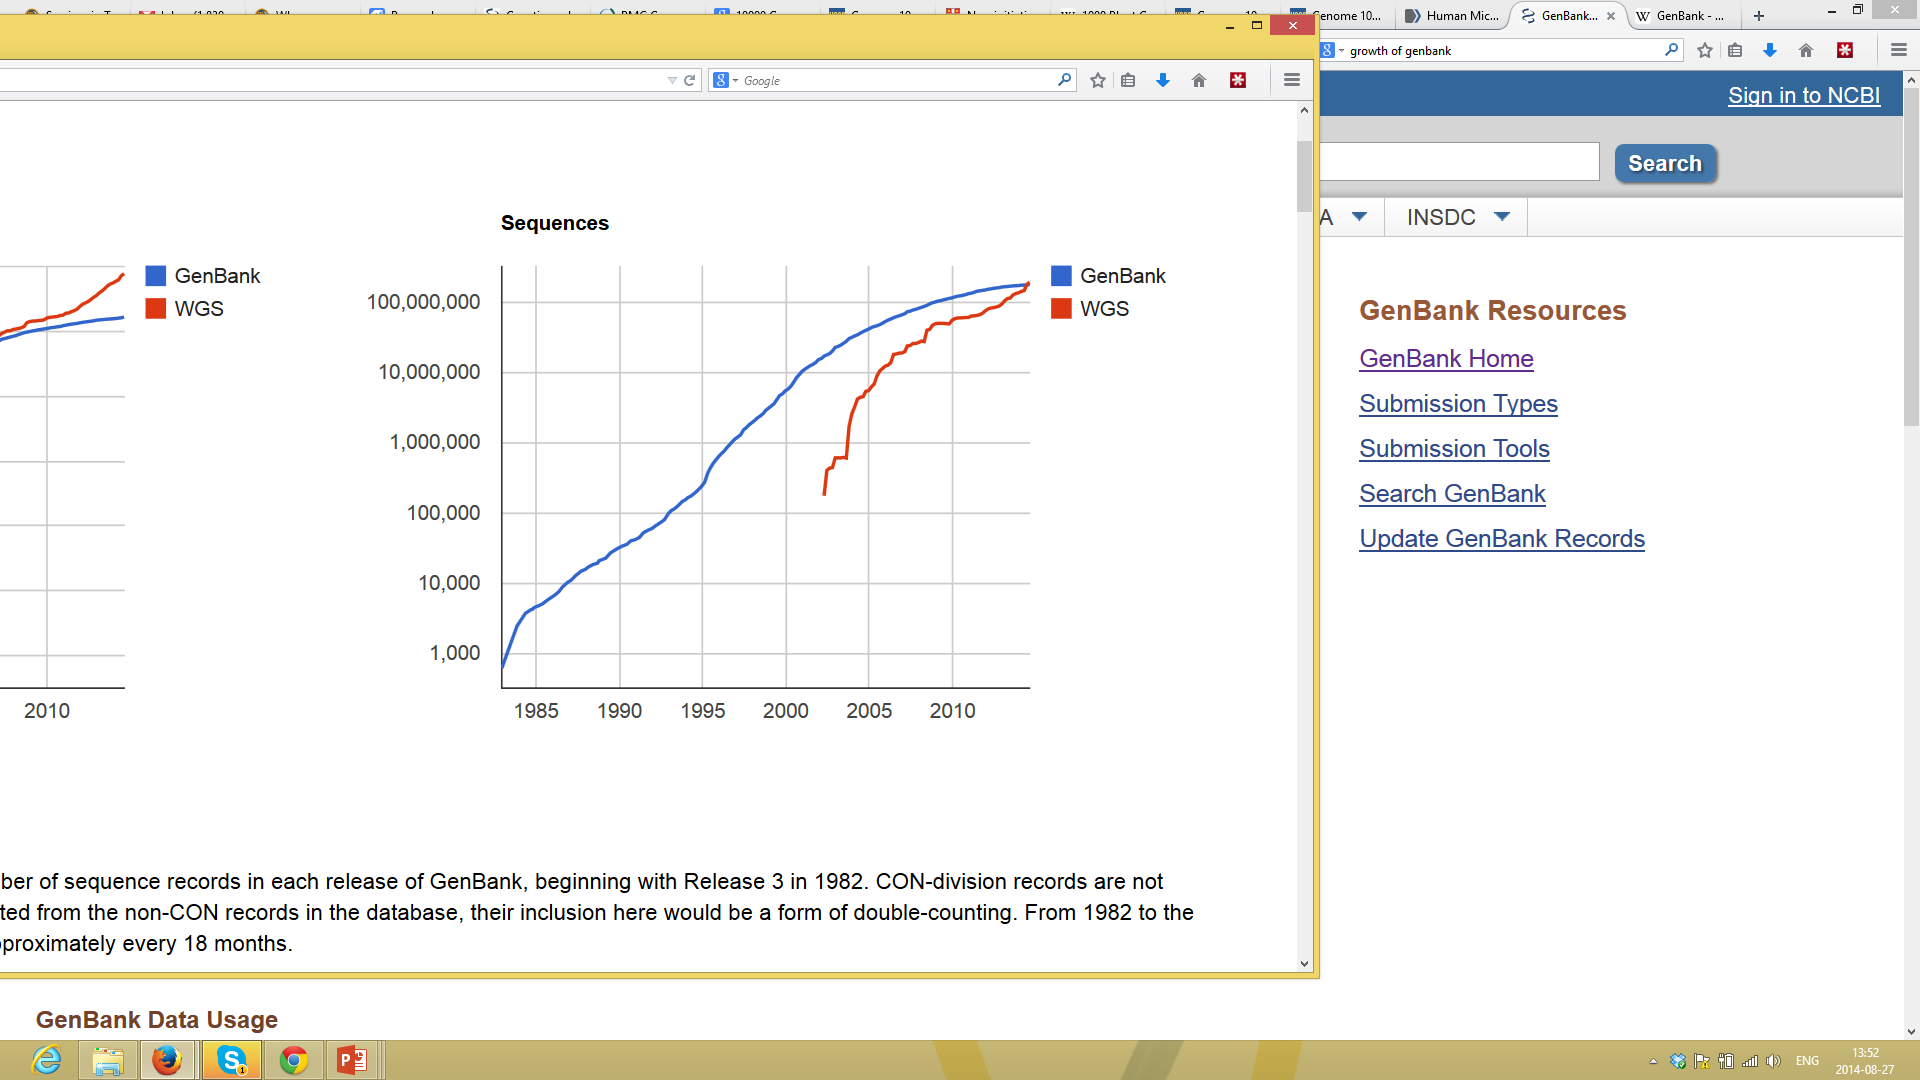 Genome 10...
Human Mic...
GenBank...
GenBank - ...
growth of genbank
Google
Sign in to NCBI
Search
A
INSDC
Sequences
GenBank
WGS
GenBank
WGS
100,000,000
10,000,000
1,000,000
100,000
10,000
1,000
2010
1985 1990 1995 2000 2005 2010
GenBank Resources
GenBank Home
Submission Types
Submission Tools
Search GenBank
Update GenBank Records
ber of sequence records in each release of GenBank, beginning with Release 3 in 1982. CON-division records are not
ted from the non-CON records in the database, their inclusion here would be a form of double-counting. From 1982 to the
pproximately every 18 months.
GenBank Data Usage
ENG
13:52
2014-08-27